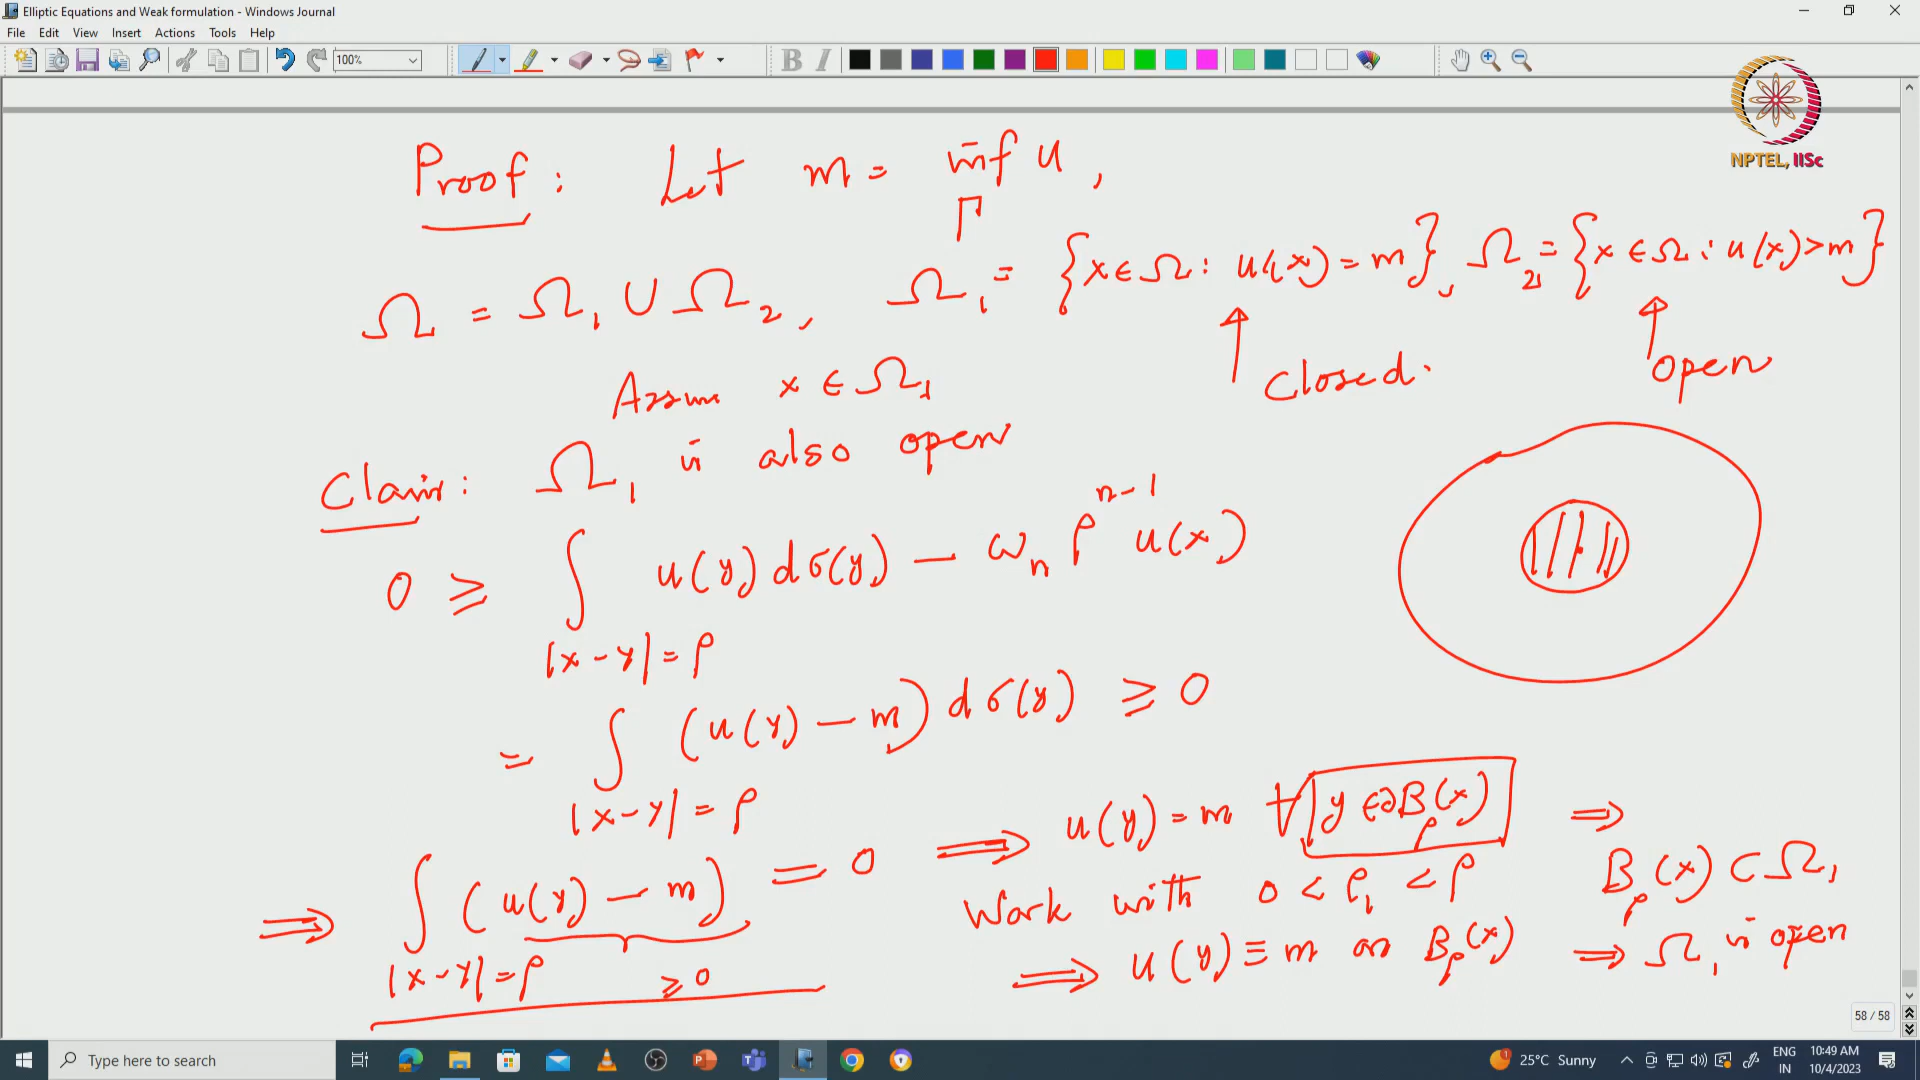 Elliptic Equations and Weak formulation - Windows Journal
File Edit View Insert Actions Tools Help
100%
NPTEL, IISc
Proof : Let m = inf u ,
Γ
Ω = Ω₁ ∪ Ω₂ , Ω₁ = {x ∈ Ω : u(x) = m} , Ω₂ = {x ∈ Ω : u(x) > m}
Closed. open
Assume x ∈ Ω₁
Claim : Ω₁ is also open
0 ≥ ∫ u(y) dσ(y) − ωₙ ρⁿ⁻¹ u(x)
|x − y| = ρ
= ∫ (u(y) − m) dσ(y) ≥ 0
|x − y| = ρ
⟹ ∫ (u(y) − m) = 0 ⟹ u(y) = m ∀ y ∈ ∂B_ρ(x) ⟹
|x − y| = ρ ≥ 0
Work with 0 < ρ₁ < ρ B_ρ(x) ⊂ Ω₁
⟹ u(y) ≡ m on B_ρ(x) ⟹ Ω₁ is open
58 / 58
Type here to search
25°C Sunny
ENG
IN
10:49 AM
10/4/2023